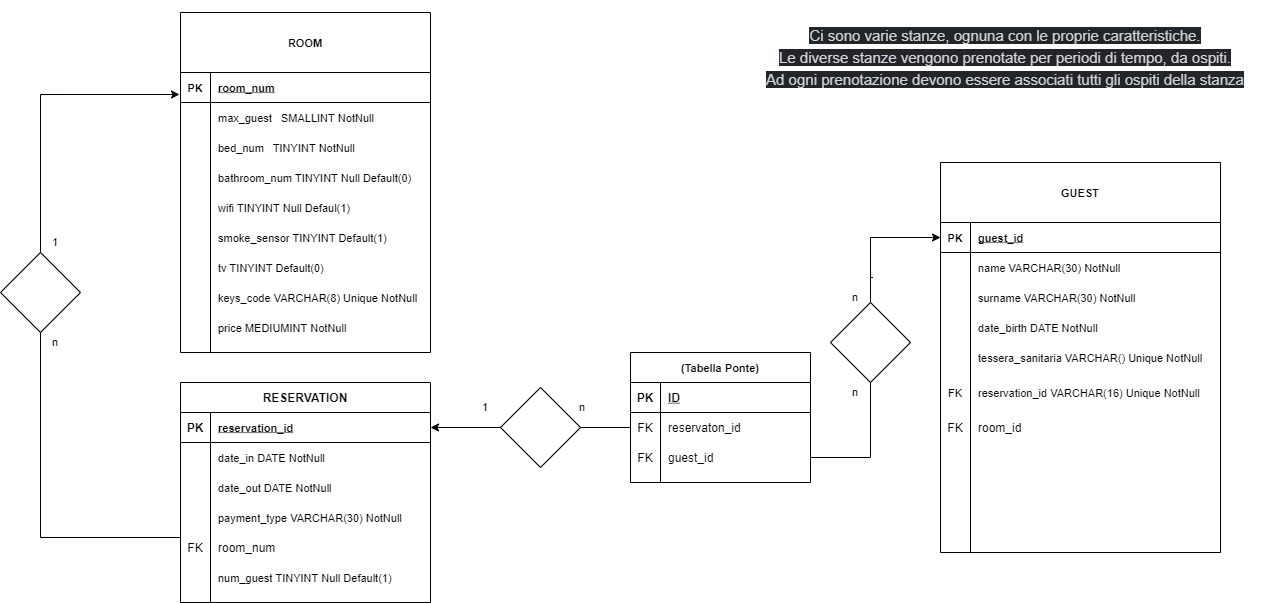 Ci sono varie stanze, ognuna con le proprie caratteristiche.
Le diverse stanze vengono prenotate per periodi di tempo, da ospiti.
Ad ogni prenotazione devono essere associati tutti gli ospiti della stanza
ROOM
PK room_num
max_guest SMALLINT NotNull
bed_num TINYINT NotNull
bathroom_num TINYINT Null Default(0)
wifi TINYINT Null Defaul(1)
smoke_sensor TINYINT Default(1)
tv TINYINT Default(0)
keys_code VARCHAR(8) Unique NotNull
price MEDIUMINT NotNull
1
n
RESERVATION
PK reservation_id
date_in DATE NotNull
date_out DATE NotNull
payment_type VARCHAR(30) NotNull
FK room_num
num_guest TINYINT Null Default(1)
1
n
(Tabella Ponte)
PK ID
FK reservaton_id
FK guest_id
n
n
GUEST
PK guest_id
name VARCHAR(30) NotNull
surname VARCHAR(30) NotNull
date_birth DATE NotNull
tessera_sanitaria VARCHAR() Unique NotNull
FK reservation_id VARCHAR(16) Unique NotNull
FK room_id